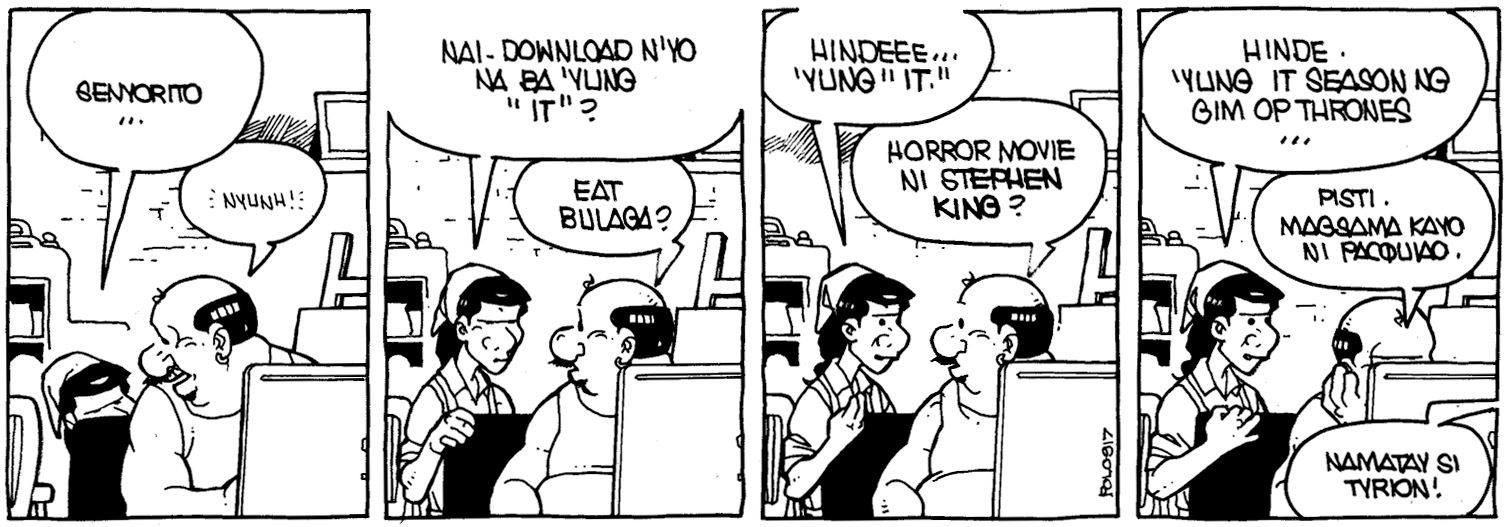 SENYORITO
...
NYUNH!
NAI-DOWNLOAD N'YO
NA BA 'YUNG
"IT"?
EAT
BULAGA?
HINDEEE...
'YUNG "IT."
HORROR MOVIE
NI STEPHEN
KING?
POL0917
HINDE.
'YUNG IT SEASON NG
GIM OP THRONES
...
PISTI.
MAGSAMA KAYO
NI PACQUIAO.
NAMATAY SI
TYRION!